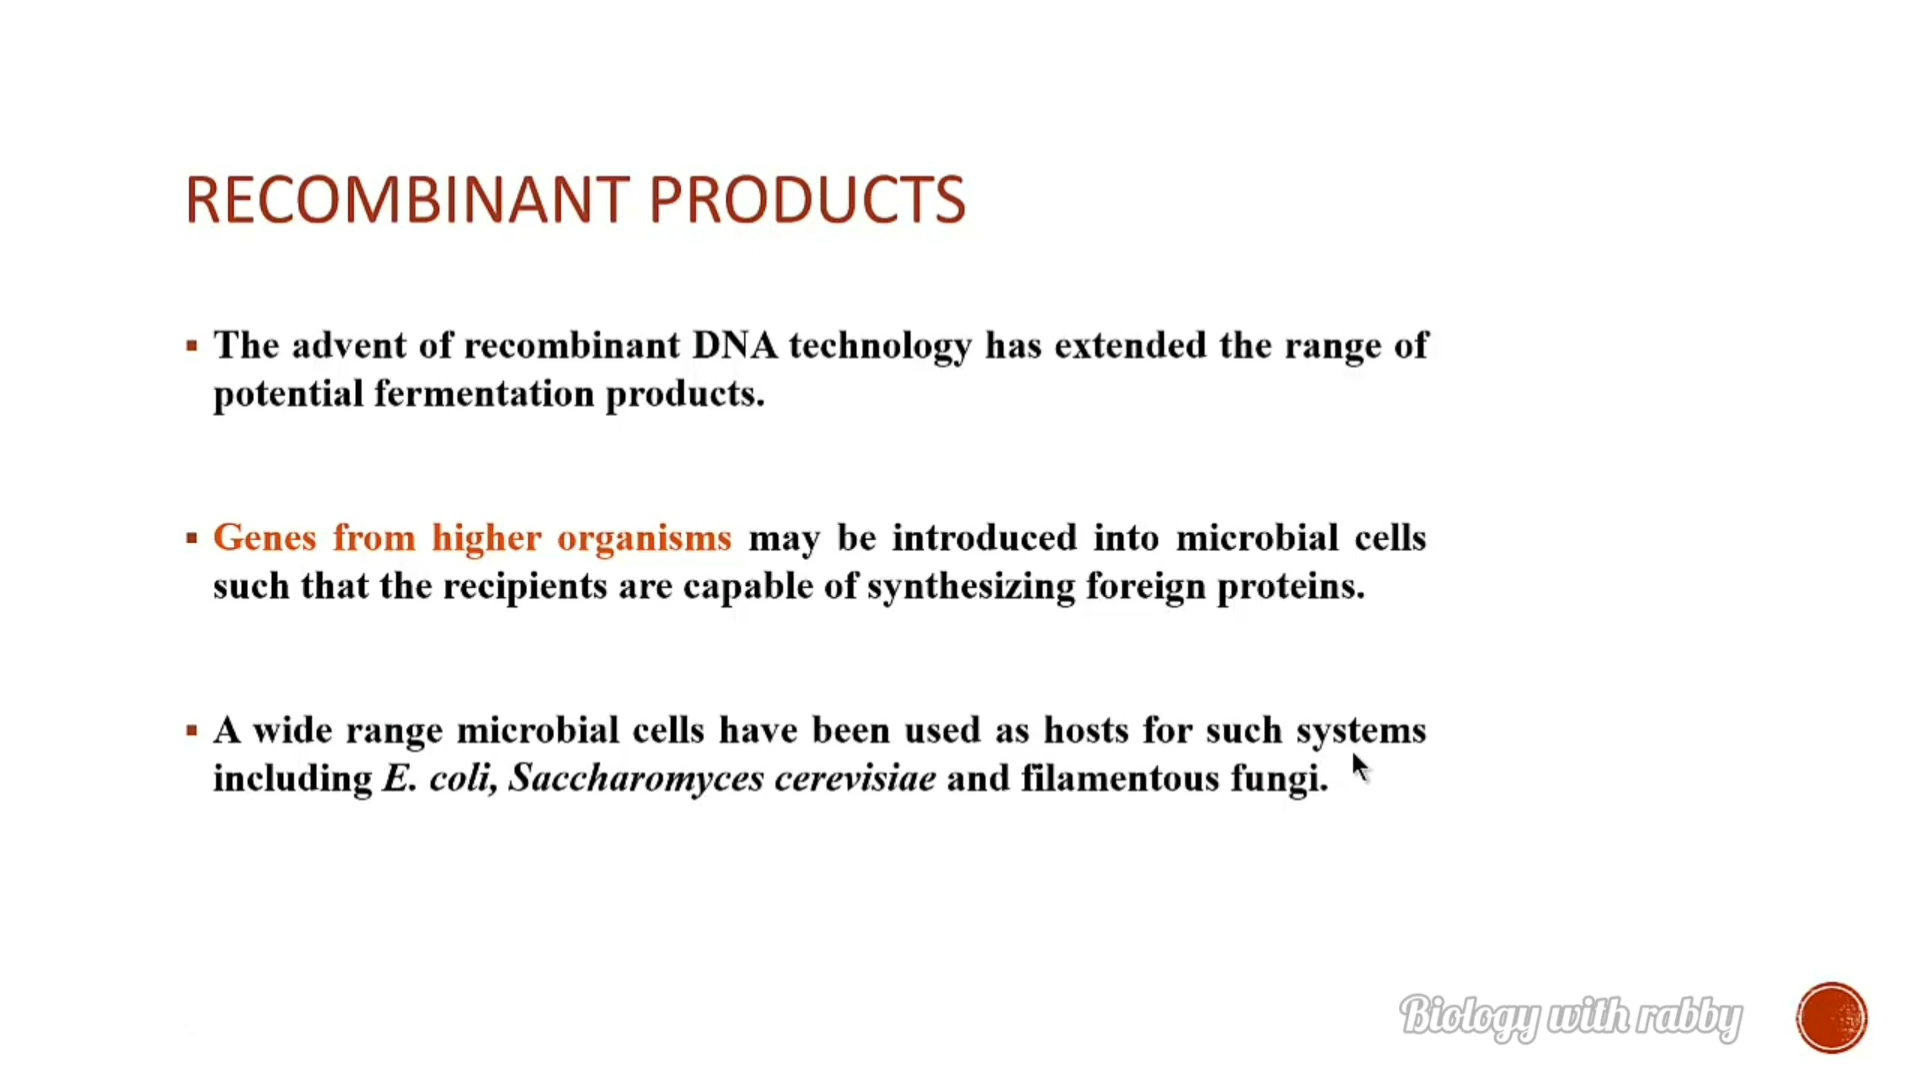 RECOMBINANT PRODUCTS
▪ The advent of recombinant DNA technology has extended the range of
potential fermentation products.
▪ Genes from higher organisms may be introduced into microbial cells
such that the recipients are capable of synthesizing foreign proteins.
▪ A wide range microbial cells have been used as hosts for such systems
including E. coli, Saccharomyces cerevisiae and filamentous fungi.
Biology with rabby